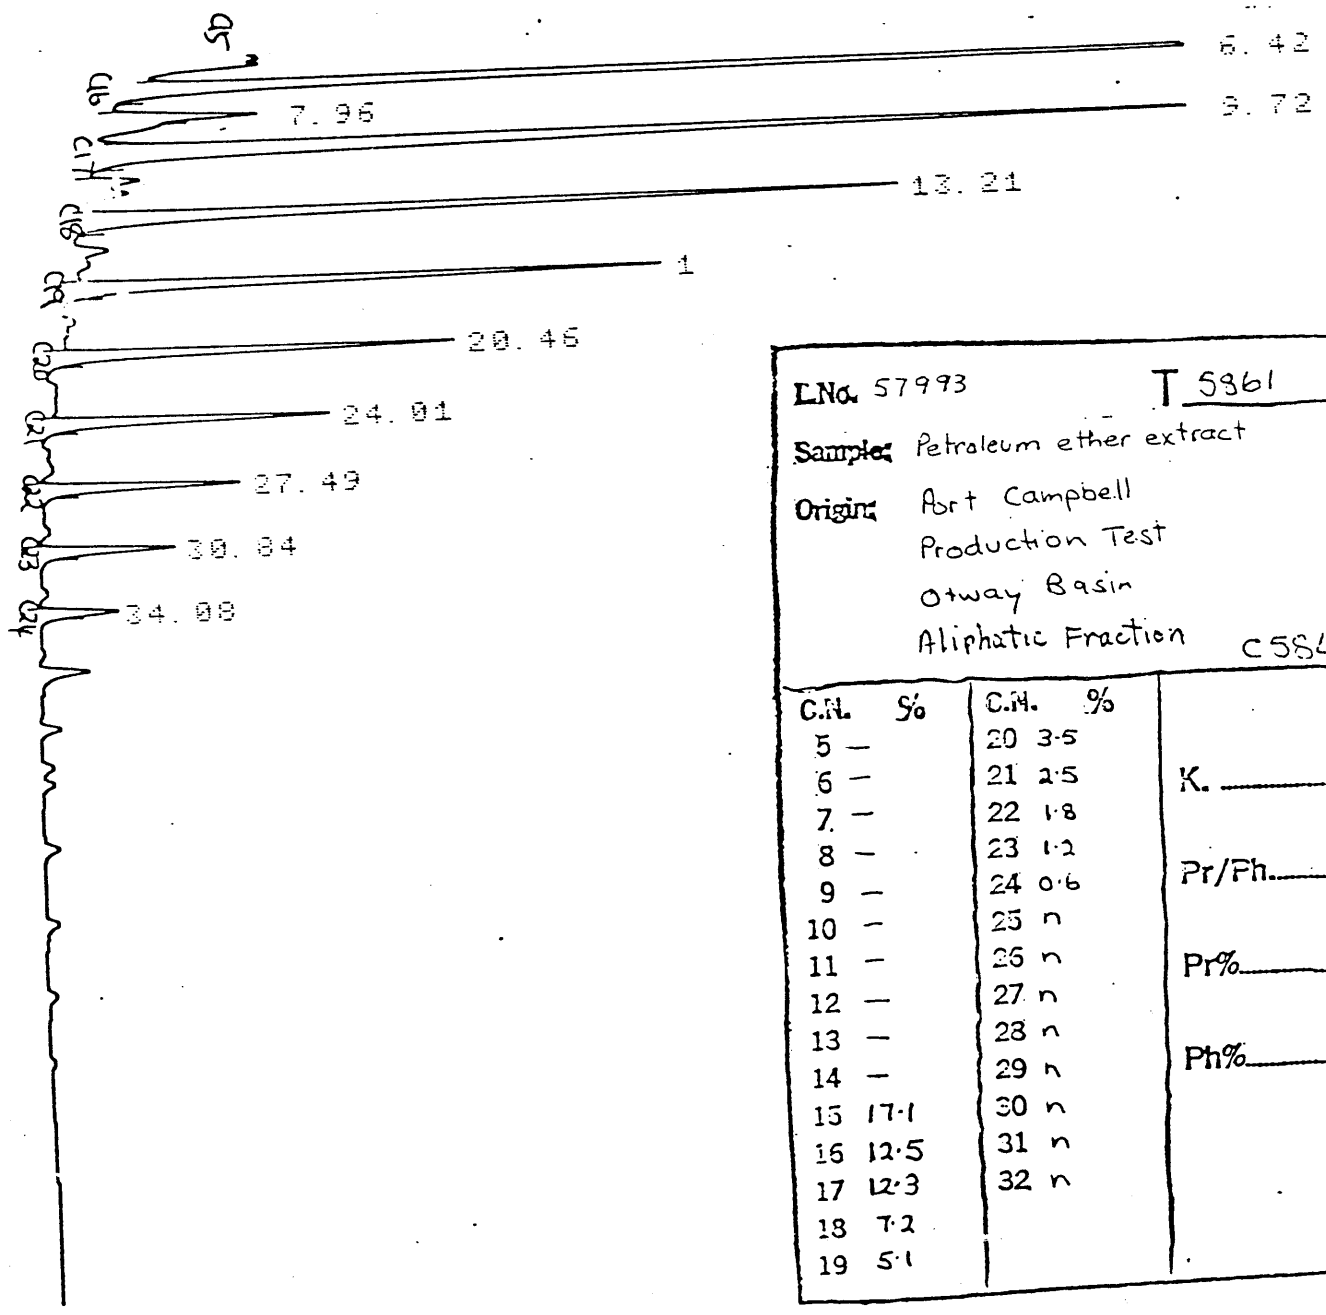 C15
6.42
C16
7.96
9.72
C17
13.21
C18
1
C19
20.46
C20
24.01
C21
27.49
C22
30.84
C23
34.08
C24
L.No. 57993 T 5961
Sample: Petroleum ether extract
Origin: Port Campbell
Production Test
Otway Basin
Aliphatic Fraction
C.N. %
5 —
6 —
7 —
8 —
9 —
10 —
11 —
12 —
13 —
14 —
15 17.1
16 12.5
17 12.3
18 7.2
19 5.1
C.N. %
20 3.5
21 2.5
22 1.8
23 1.2
24 0.6
25 n
26 n
27 n
28 n
29 n
30 n
31 n
32 n
K.
Pr/Ph
Pr%
Ph%